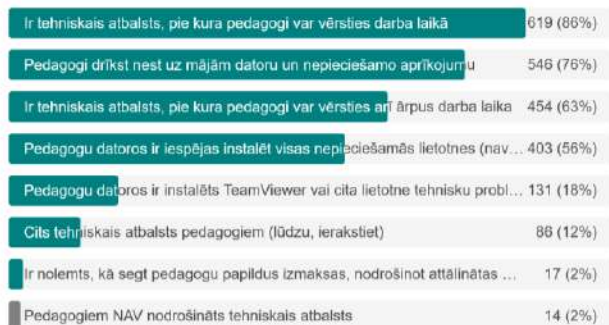 Ir tehniskais atbalsts, pie kura pedagogi var vērsties darba laikā 619 (86%)
Pedagogi drīkst nest uz mājām datoru un nepieciešamo aprīkojumu 546 (76%)
Ir tehniskais atbalsts, pie kura pedagogi var vērsties arī ārpus darba laika 454 (63%)
Pedagogu datoros ir iespējas instalēt visas nepieciešamās lietotnes (nav... 403 (56%)
Pedagogu datoros ir instalēts TeamViewer vai cita lietotne tehnisku probl... 131 (18%)
Cits tehniskais atbalsts pedagogiem (lūdzu, ierakstiet) 86 (12%)
Ir nolemts, kā segt pedagogu papildus izmaksas, nodrošinot attālinātas ... 17 (2%)
Pedagogiem NAV nodrošināts tehniskais atbalsts 14 (2%)